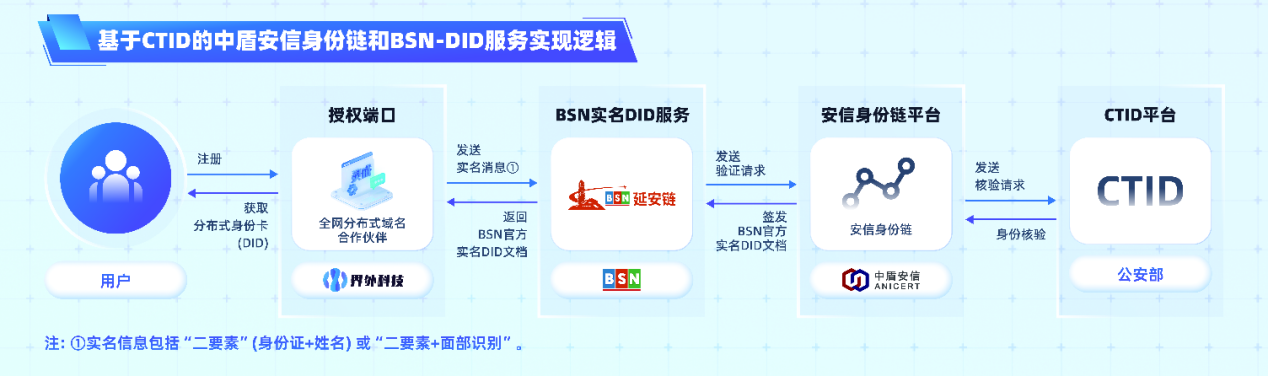 基于CTID的中盾安信身份链和BSN-DID服务实现逻辑
用户
注册
获取
分布式身份卡
(DID)
授权端口
全网分布式域名
合作伙伴
界外科技
发送
实名消息①
返回
BSN官方
实名DID文档
BSN实名DID服务
BSN 延安链
BSN
发送
验证请求
签发
BSN官方
实名DID文档
安信身份链平台
安信身份链
中盾安信
ANICERT
发送
核验请求
身份核验
CTID平台
CTID
公安部
注: ①实名信息包括“二要素”(身份证+姓名) 或“二要素+面部识别”。